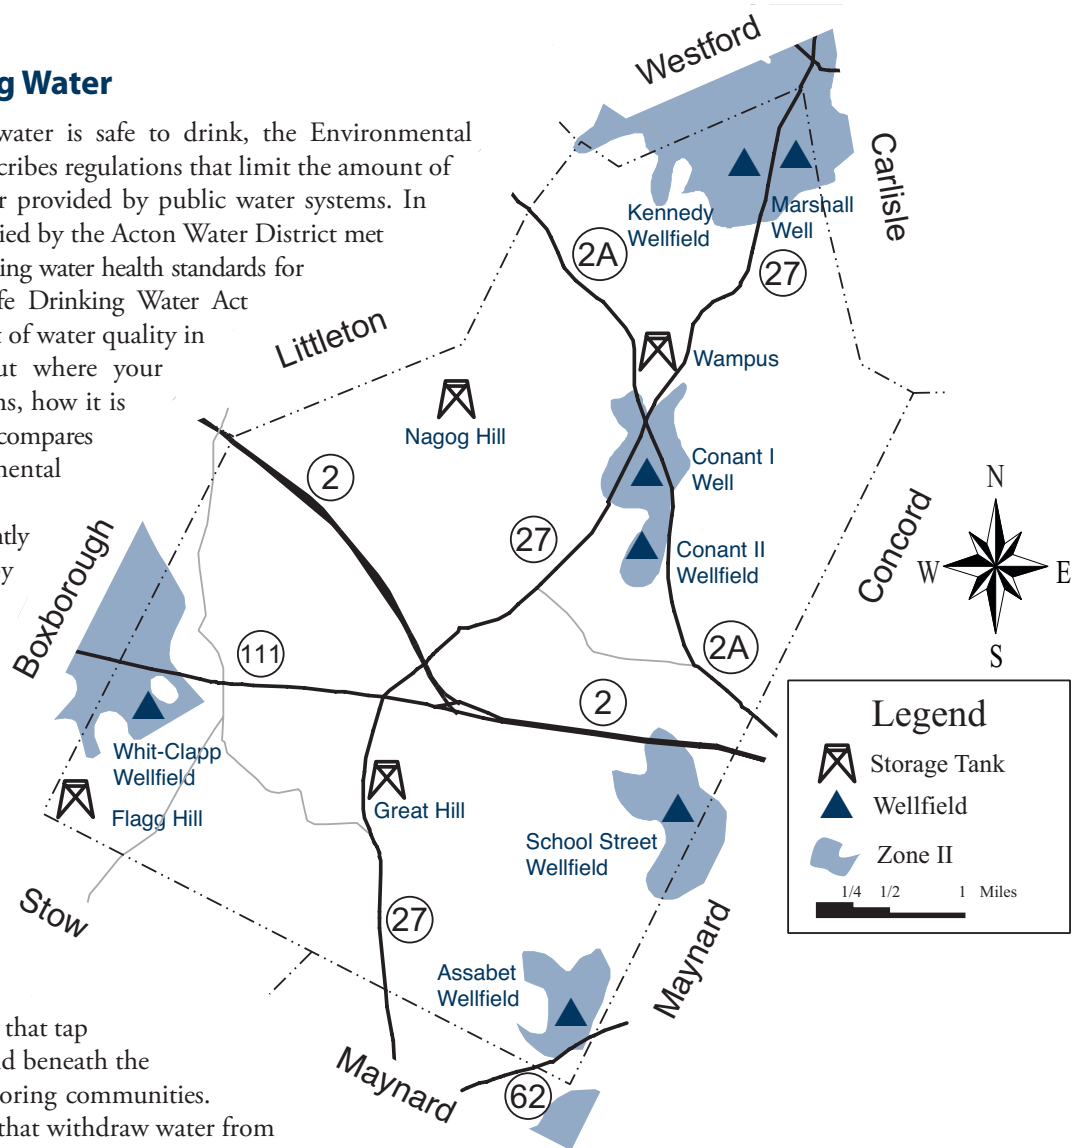 g Water
water is safe to drink, the Environmental
cribes regulations that limit the amount of
r provided by public water systems. In
ied by the Acton Water District met
ing water health standards for
fe Drinking Water Act
t of water quality in
ut where your
ns, how it is
compares
mental
ntly
by
that tap
d beneath the
oring communities.
that withdraw water from
Westford
Carlisle
Kennedy
Wellfield
Marshall
Well
2A
27
Littleton
Wampus
Nagog Hill
Conant I
Well
2
27
Conant II
Wellfield
Concord
N
W
E
S
Boxborough
111
2A
2
Whit-Clapp
Wellfield
Flagg Hill
Great Hill
School Street
Wellfield
Stow
27
Assabet
Wellfield
Maynard
Maynard
62
Legend
Storage Tank
Wellfield
Zone II
1/4 1/2 1 Miles